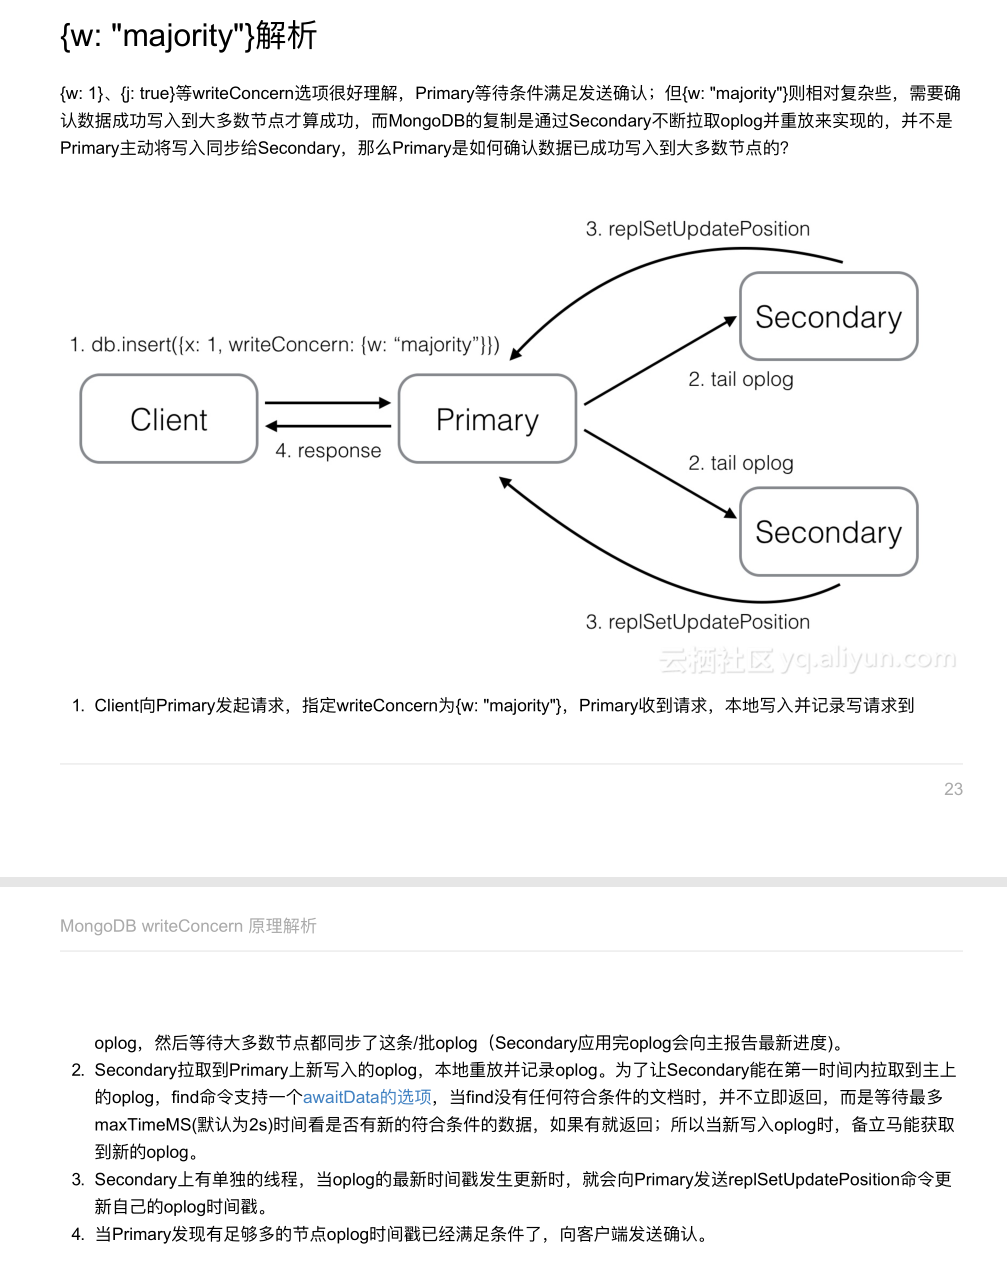 {w: "majority"}解析
{w: 1}、{j: true}等writeConcern选项很好理解，Primary等待条件满足发送确认；但{w: "majority"}则相对复杂些，需要确
认数据成功写入到大多数节点才算成功，而MongoDB的复制是通过Secondary不断拉取oplog并重放来实现的，并不是
Primary主动将写入同步给Secondary，那么Primary是如何确认数据已成功写入到大多数节点的?
3. replSetUpdatePosition
Secondary
1. db.insert({x: 1, writeConcern: {w: “majority”}})
2. tail oplog
Client
Primary
4. response
2. tail oplog
Secondary
3. replSetUpdatePosition
云栖社区 yq.aliyun.com
1. Client向Primary发起请求，指定writeConcern为{w: "majority"}，Primary收到请求，本地写入并记录写请求到
23
MongoDB writeConcern 原理解析
oplog，然后等待大多数节点都同步了这条/批oplog（Secondary应用完oplog会向主报告最新进度)。
2. Secondary拉取到Primary上新写入的oplog，本地重放并记录oplog。为了让Secondary能在第一时间内拉取到主上
的oplog，find命令支持一个awaitData的选项，当find没有任何符合条件的文档时，并不立即返回，而是等待最多
maxTimeMS(默认为2s)时间看是否有新的符合条件的数据，如果有就返回；所以当新写入oplog时，备立马能获取
到新的oplog。
3. Secondary上有单独的线程，当oplog的最新时间戳发生更新时，就会向Primary发送replSetUpdatePosition命令更
新自己的oplog时间戳。
4. 当Primary发现有足够多的节点oplog时间戳已经满足条件了，向客户端发送确认。